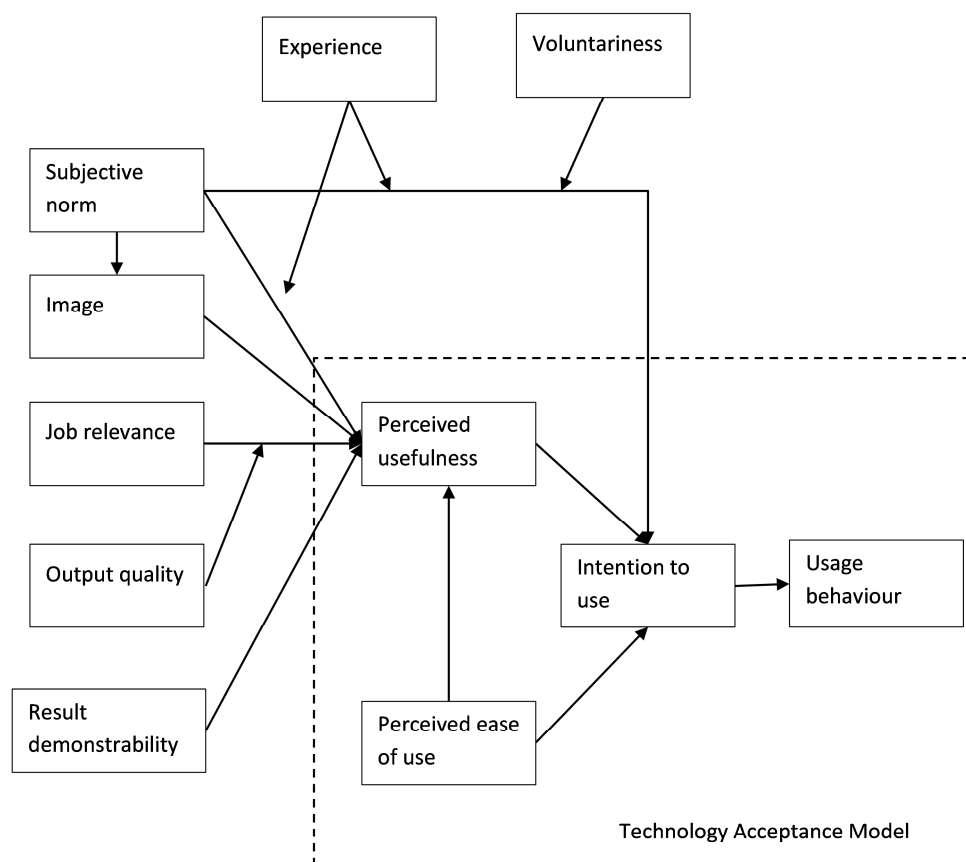 Experience
Voluntariness
Subjective
norm
Image
Job relevance
Perceived
usefulness
Output quality
Intention to
use
Usage
behaviour
Result
demonstrability
Perceived ease
of use
Technology Acceptance Model